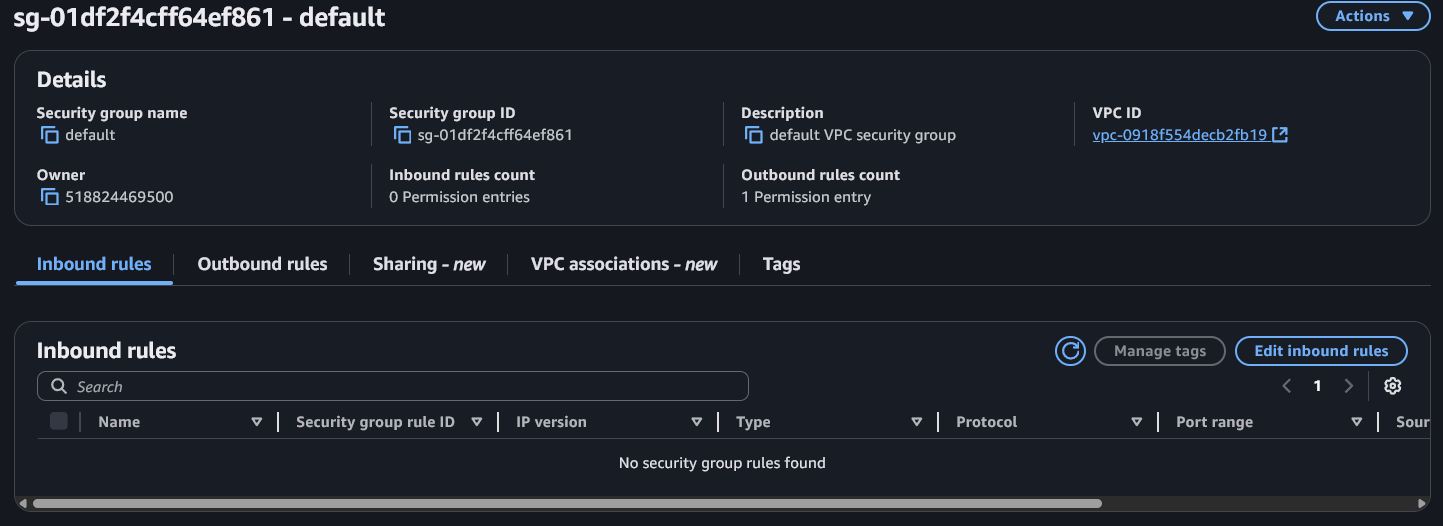 sg-01df2f4cff64ef861 - default
Actions
Details
Security group name
default
Security group ID
sg-01df2f4cff64ef861
Description
default VPC security group
VPC ID
vpc-0918f554decb2fb19
Owner
518824469500
Inbound rules count
0 Permission entries
Outbound rules count
1 Permission entry
Inbound rules
Outbound rules
Sharing - new
VPC associations - new
Tags
Inbound rules
Manage tags
Edit inbound rules
Search
1
Name
Security group rule ID
IP version
Type
Protocol
Port range
Sour
No security group rules found